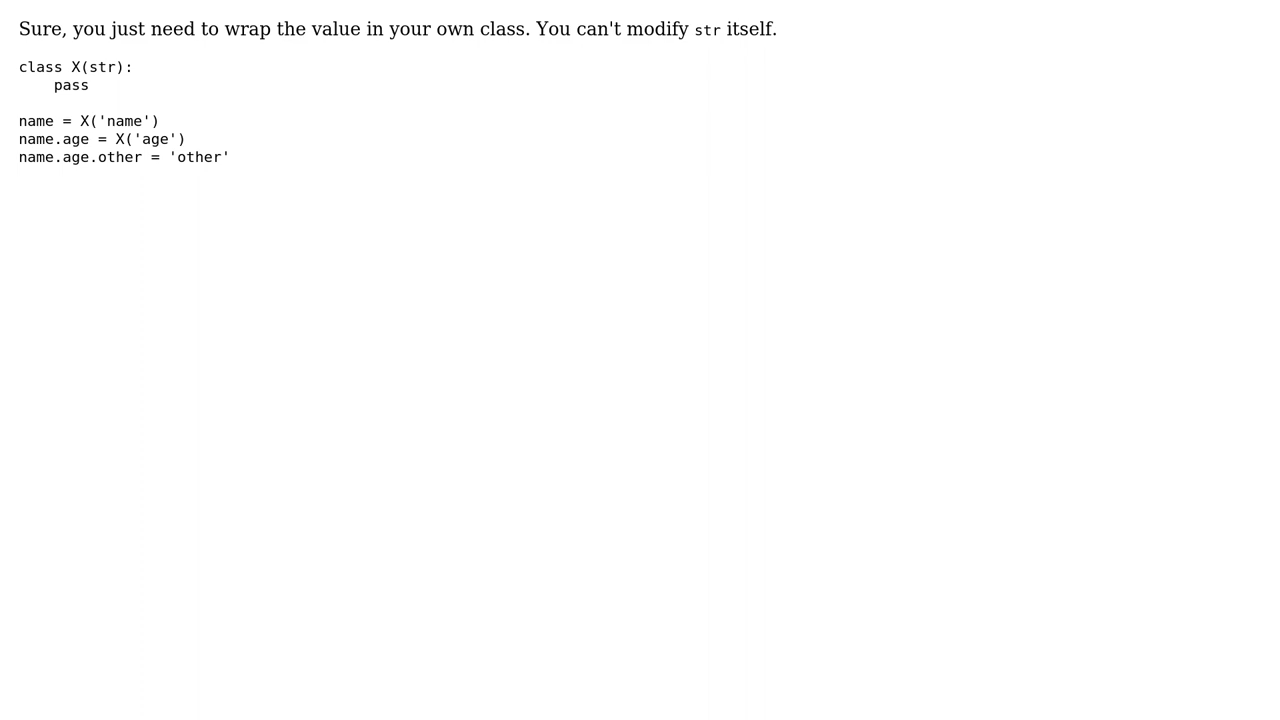 Sure, you just need to wrap the value in your own class. You can't modify str itself.
class X(str):
    pass

name = X('name')
name.age = X('age')
name.age.other = 'other'